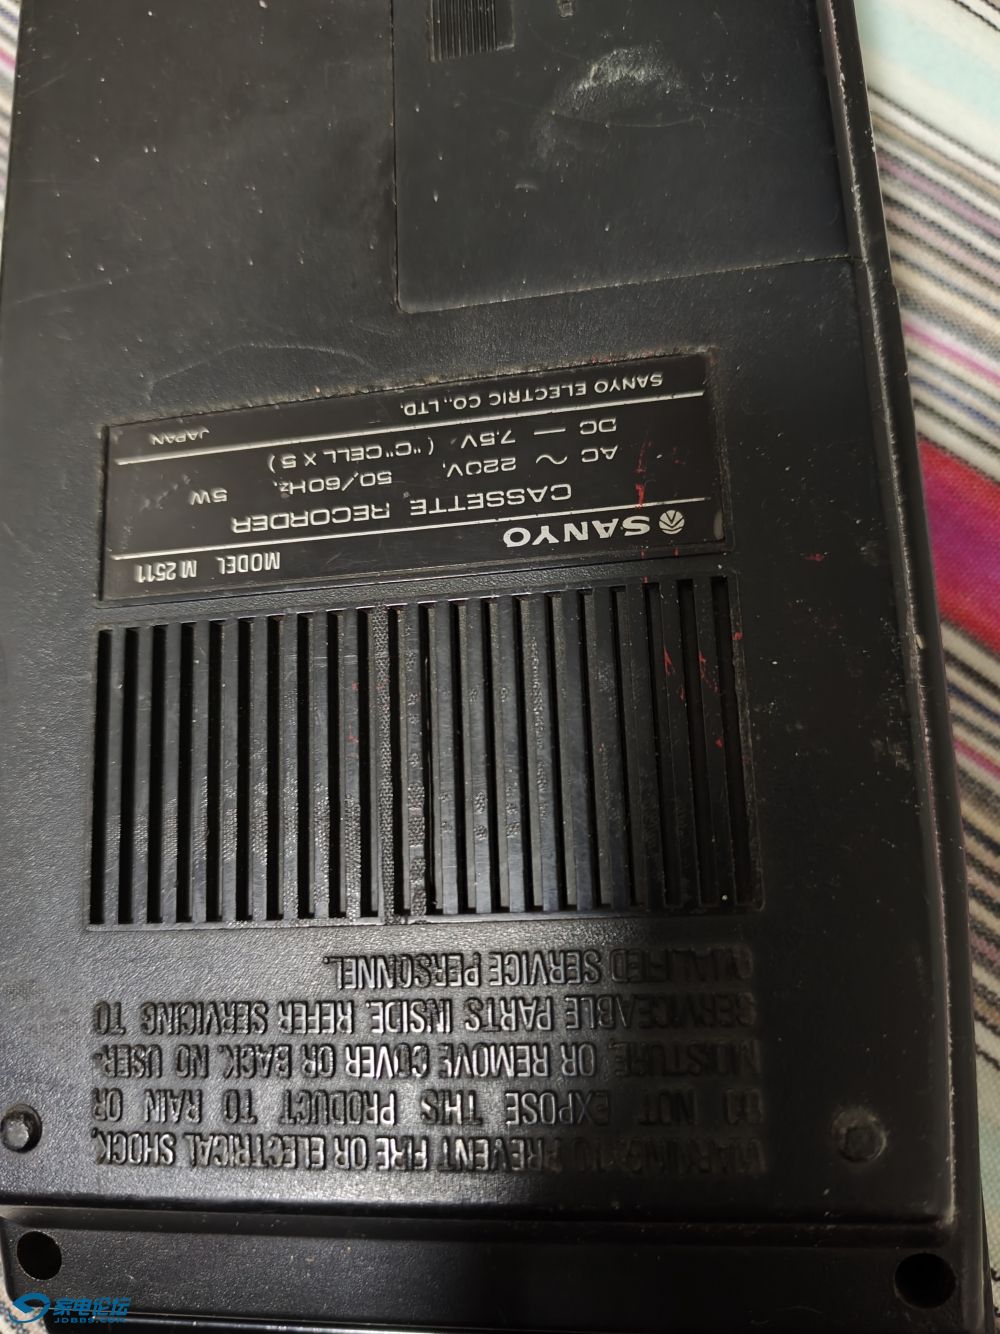 WARNING: TO PREVENT FIRE OR ELECTRICAL SHOCK,
DO NOT EXPOSE THIS PRODUCT TO RAIN OR
MOISTURE, OR REMOVE COVER OR BACK. NO USER-
SERVICEABLE PARTS INSIDE. REFER SERVICING TO
QUALIFIED SERVICE PERSONNEL.
SANYO MODEL M 2511
CASSETTE RECORDER
AC ~ 220V, 50/60Hz, 5W
DC — 7.5V ("C" CELL X 5)
SANYO ELECTRIC CO., LTD. JAPAN
家电论坛
JDBBS.COM